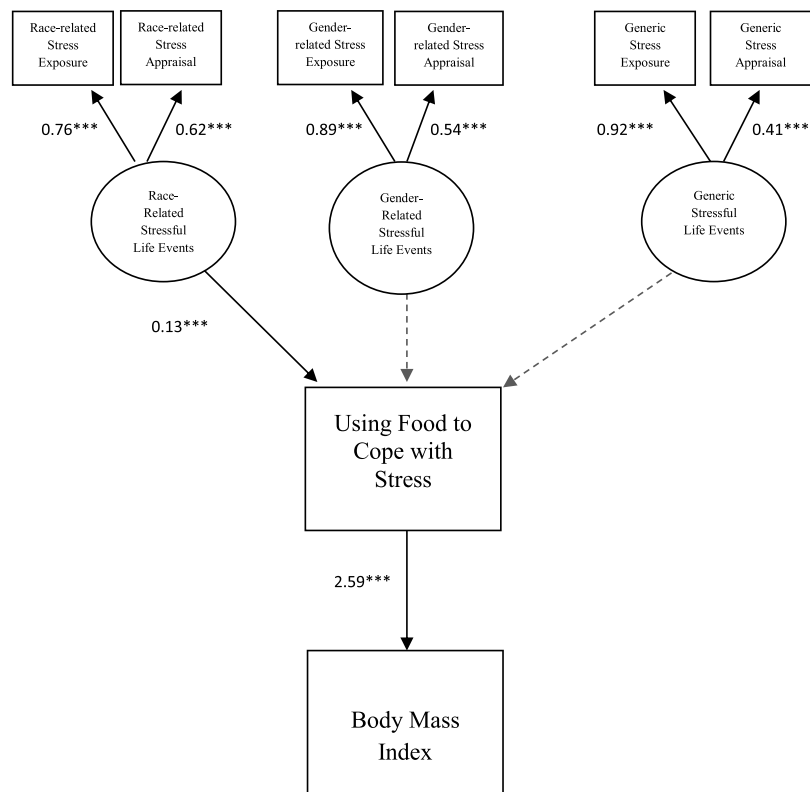 Race-related
Stress
Exposure
Race-related
Stress
Appraisal
Gender-
related Stress
Exposure
Gender-
related Stress
Appraisal
Generic
Stress
Exposure
Generic
Stress
Appraisal
0.76***
0.62***
0.89***
0.54***
0.92***
0.41***
Race-
Related
Stressful
Life Events
Gender-
Related
Stressful
Life Events
Generic
Stressful
Life Events
0.13***
Using Food to
Cope with
Stress
2.59***
Body Mass
Index